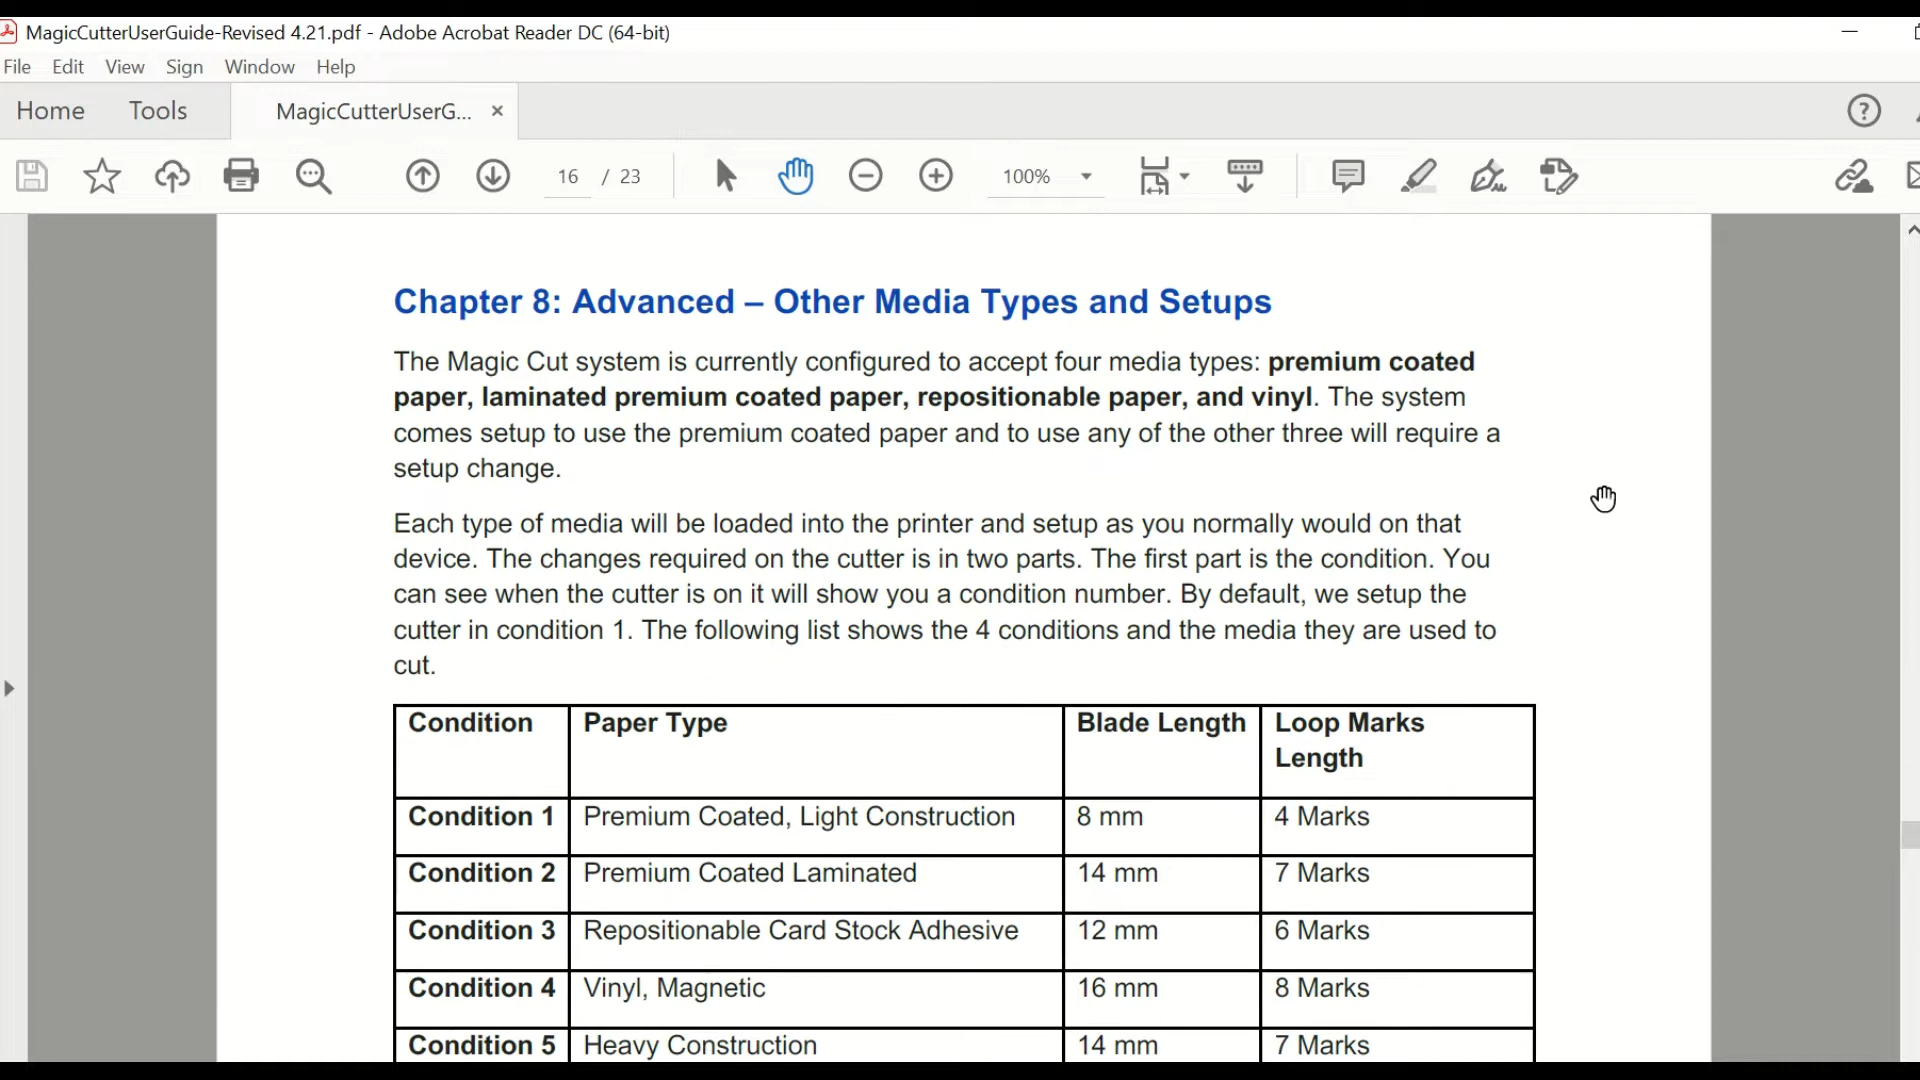 MagicCutterUserGuide-Revised 4.21.pdf - Adobe Acrobat Reader DC (64-bit)
File Edit View Sign Window Help
Home Tools MagicCutterUserG... ×
16 / 23 100%
Chapter 8: Advanced – Other Media Types and Setups
The Magic Cut system is currently configured to accept four media types: premium coated
paper, laminated premium coated paper, repositionable paper, and vinyl. The system
comes setup to use the premium coated paper and to use any of the other three will require a
setup change.
Each type of media will be loaded into the printer and setup as you normally would on that
device. The changes required on the cutter is in two parts. The first part is the condition. You
can see when the cutter is on it will show you a condition number. By default, we setup the
cutter in condition 1. The following list shows the 4 conditions and the media they are used to
cut.
Condition Paper Type Blade Length Loop Marks
Length
Condition 1 Premium Coated, Light Construction 8 mm 4 Marks
Condition 2 Premium Coated Laminated 14 mm 7 Marks
Condition 3 Repositionable Card Stock Adhesive 12 mm 6 Marks
Condition 4 Vinyl, Magnetic 16 mm 8 Marks
Condition 5 Heavy Construction 14 mm 7 Marks